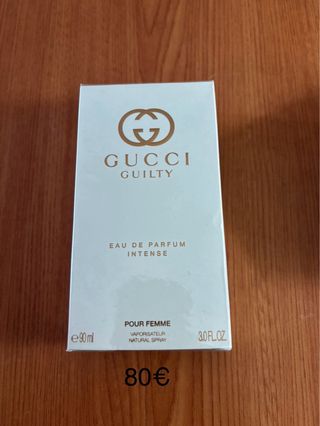 GUCCI
GUILTY
EAU DE PARFUM
INTENSE
POUR FEMME
VAPORISATEUR
NATURAL SPRAY
℮90 ml
3.0 FL.OZ.
80€